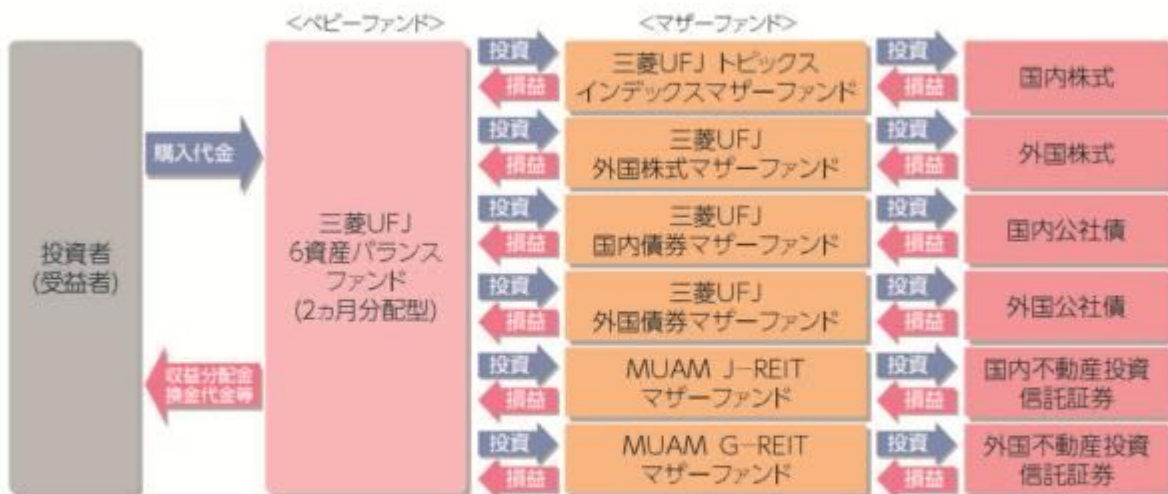 <ベビーファンド>
<マザーファンド>
投資者
(受益者)
購入代金
収益分配金
換金代金等
三菱UFJ
6資産バランス
ファンド
(2ヵ月分配型)
投資
損益
三菱UFJ トピックス
インデックスマザーファンド
投資
損益
国内株式
投資
損益
三菱UFJ
外国株式マザーファンド
投資
損益
外国株式
投資
損益
三菱UFJ
国内債券マザーファンド
投資
損益
国内公社債
投資
損益
三菱UFJ
外国債券マザーファンド
投資
損益
外国公社債
投資
損益
MUAM J-REIT
マザーファンド
投資
損益
国内不動産投資
信託証券
投資
損益
MUAM G-REIT
マザーファンド
投資
損益
外国不動産投資
信託証券